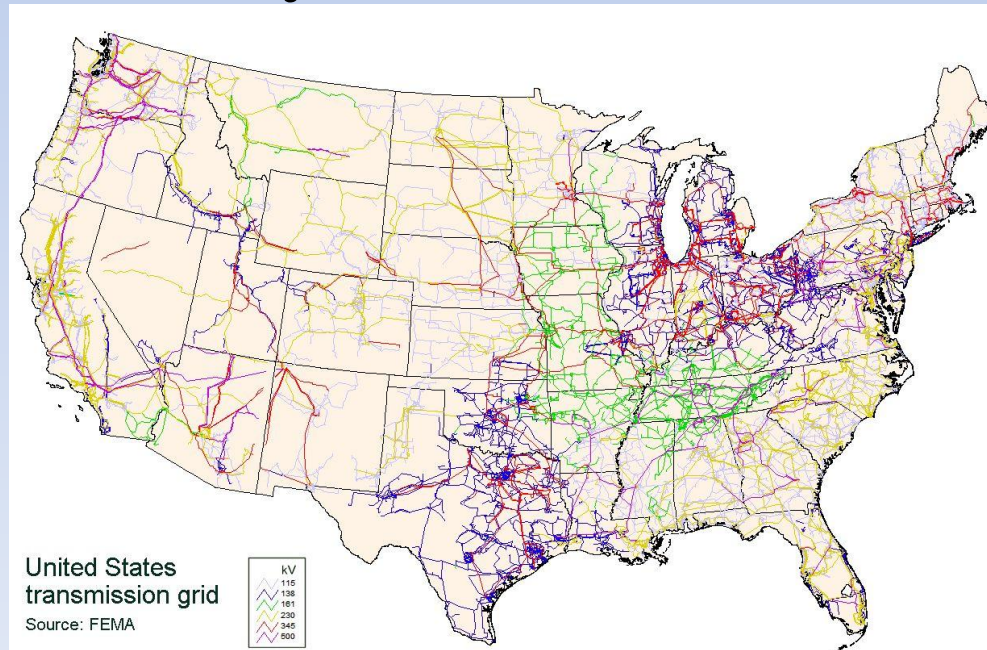 United States
transmission grid
Source: FEMA
kV
115
138
161
230
345
500